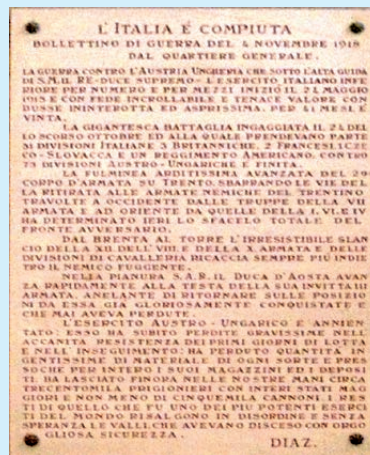 L'ITALIA È COMPIUTA
BOLLETTINO DI GUERRA DEL 4 NOVEMBRE 1918
DAL QUARTIERE GENERALE.
LA GUERRA CONTRO L'AUSTRIA UNGHERIA CHE SOTTO L'ALTA GUIDA
DI S.M. IL RE-DUCE SUPREMO-L'ESERCITO ITALIANO INFE
RIORE PER NUMERO E PER MEZZI INIZIÒ IL 24 MAGGIO
1915 E CON FEDE INCROLLABILE E TENACE VALORE CON
DUSSE ININTEROTTA ED ASPRISSIMA PER 41 MESI È
VINTA.
LA GIGANTESCA BATTAGLIA INGAGGIATA IL 24 DEL
LO SCORSO OTTOBRE ED ALLA QUALE PRENDEVANO PARTE
51 DIVISIONI ITALIANE 3 BRITANNICHE, 2 FRANCESI, 1 CZE
CO-SLOVACCA E UN REGGIMENTO AMERICANO, CONTRO
73 DIVISIONI AUSTRO-UNGARICHE È FINITA.
LA FULMINEA ARDITISSIMA AVANZATA DEL 29°
CORPO D'ARMATA SU TRENTO, SBARRANDO LE VIE DEL
LA RITIRATA ALLE ARMATE NEMICHE DEL TRENTINO
TRAVOLTE A OCCIDENTE DALLE TRUPPE DELLA VII
ARMATA E AD ORIENTE DA QUELLE DELLA I, VI, E IV
HA DETERMINATO IERI LO SFACELO TOTALE DEL
FRONTE AVVERSARIO.
DAL BRENTA AL TORRE L'IRRESISTIBILE SLAN
CIO DELLA XII DELL'VIII, E DELLA X ARMATA E DELLE
DIVISIONI DI CAVALLERIA RICACCIA SEMPRE PIÙ INDIE
TRO IL NEMICO FUGGENTE.
NELLA PIANURA S.A.R. IL DUCA D'AOSTA AVAN
ZA RAPIDAMENTE ALLA TESTA DELLA SUA INVITTA III
ARMATA, ANELANTE DI RITORNARE SULLE POSIZIO
NI DA ESSA GIÀ GLORIOSAMENTE CONQUISTATE E
CHE MAI AVEVA PERDUTE.
L'ESERCITO AUSTRO-UNGARICO È ANNIEN
TATO: ESSO HA SUBITO PERDITE GRAVISSIME NELL'
ACCANITA RESISTENZA DEI PRIMI GIORNI DI LOTTA
E NELL'INSEGUIMENTO: HA PERDUTO QUANTITÀ IN
GENTISSIME DI MATERIALE DI OGNI SORTE E PRES
SOCHE PER INTERO I SUOI MAGAZZINI ED I DEPOSI
TI. HA LASCIATO FINORA NELLE NOSTRE MANI CIRCA
TRECENTOMILA PRIGIONIERI CON INTERI STATI MAG
GIORI E NON MENO DI CINQUEMILA CANNONI. I RES
TI DI QUELLO CHE FU UNO DEI PIÙ POTENTI ESERCI
TI DEL MONDO RISALGONO IN DISORDINE E SENZA
SPERANZA LE VALLI, CHE AVEVANO DISCESO CON ORGO
GLIOSA SICUREZZA.
DIAZ.